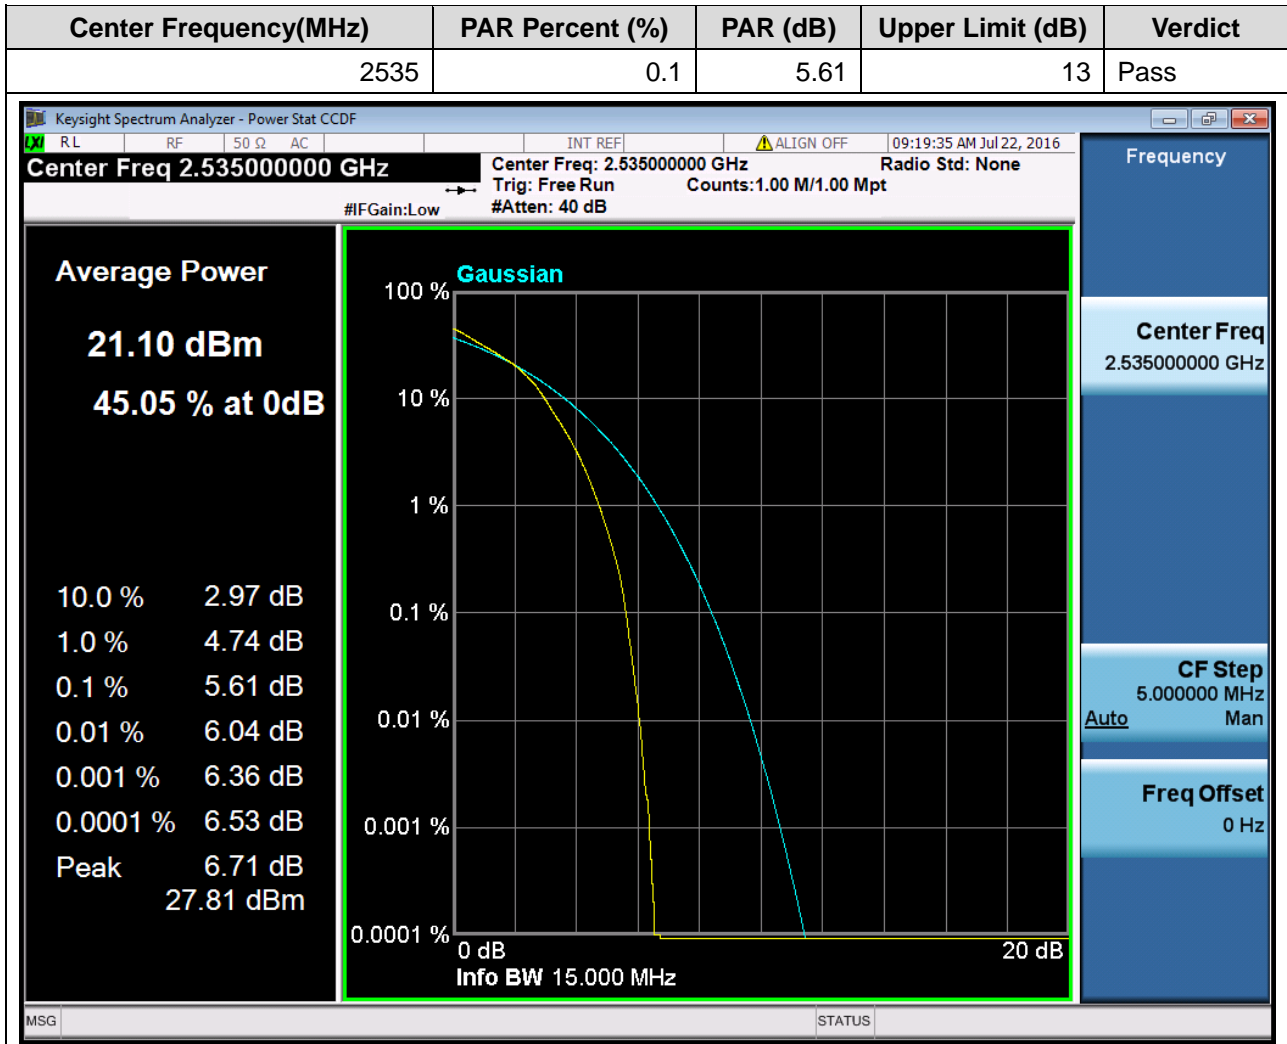 Center Frequency(MHz) PAR Percent (%) PAR (dB) Upper Limit (dB) Verdict
2535 0.1 5.61 13 Pass
Keysight Spectrum Analyzer - Power Stat CCDF
LXI RL RF 50 Ω AC INT REF ALIGN OFF 09:19:35 AM Jul 22, 2016
Center Freq 2.535000000 GHz
Center Freq: 2.535000000 GHz Radio Std: None
Trig: Free Run Counts:1.00 M/1.00 Mpt
#IFGain:Low #Atten: 40 dB
Average Power
21.10 dBm
45.05 % at 0dB
10.0 % 2.97 dB
1.0 % 4.74 dB
0.1 % 5.61 dB
0.01 % 6.04 dB
0.001 % 6.36 dB
0.0001 % 6.53 dB
Peak 6.71 dB
27.81 dBm
Gaussian
100 %
10 %
1 %
0.1 %
0.01 %
0.001 %
0.0001 %
0 dB 20 dB
Info BW 15.000 MHz
Frequency
Center Freq
2.535000000 GHz
CF Step
5.000000 MHz
Auto Man
Freq Offset
0 Hz
MSG STATUS